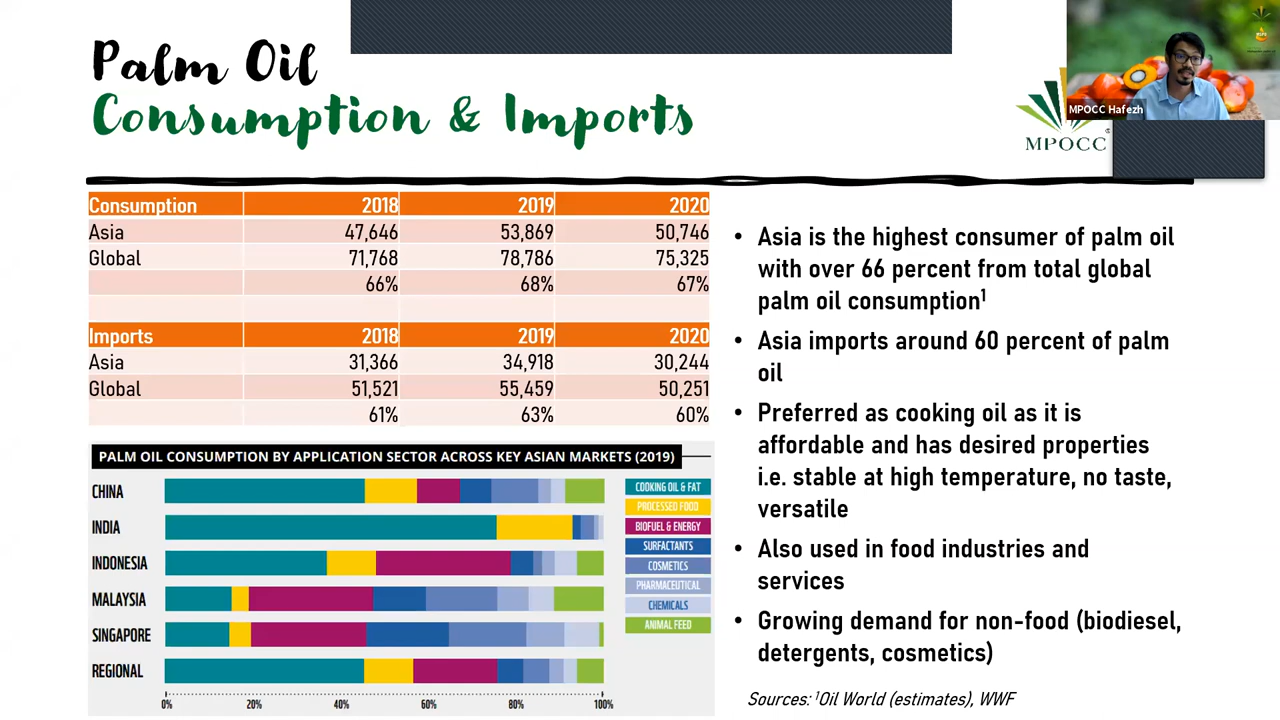 Palm Oil
Consumption & Imports
MPOCC Hafezh
MPOCC
Consumption 2018 2019 2020
Asia 47,646 53,869 50,746
Global 71,768 78,786 75,325
66% 68% 67%
Imports 2018 2019 2020
Asia 31,366 34,918 30,244
Global 51,521 55,459 50,251
61% 63% 60%
PALM OIL CONSUMPTION BY APPLICATION SECTOR ACROSS KEY ASIAN MARKETS (2019)
CHINA
INDIA
INDONESIA
MALAYSIA
SINGAPORE
REGIONAL
0% 20% 40% 60% 80% 100%
COOKING OIL & FAT
PROCESSED FOOD
BIOFUEL & ENERGY
SURFACTANTS
COSMETICS
PHARMACEUTICAL
CHEMICALS
ANIMAL FEED
• Asia is the highest consumer of palm oil
with over 66 percent from total global
palm oil consumption¹
• Asia imports around 60 percent of palm
oil
• Preferred as cooking oil as it is
affordable and has desired properties
i.e. stable at high temperature, no taste,
versatile
• Also used in food industries and
services
• Growing demand for non-food (biodiesel,
detergents, cosmetics)
Sources: ¹Oil World (estimates), WWF